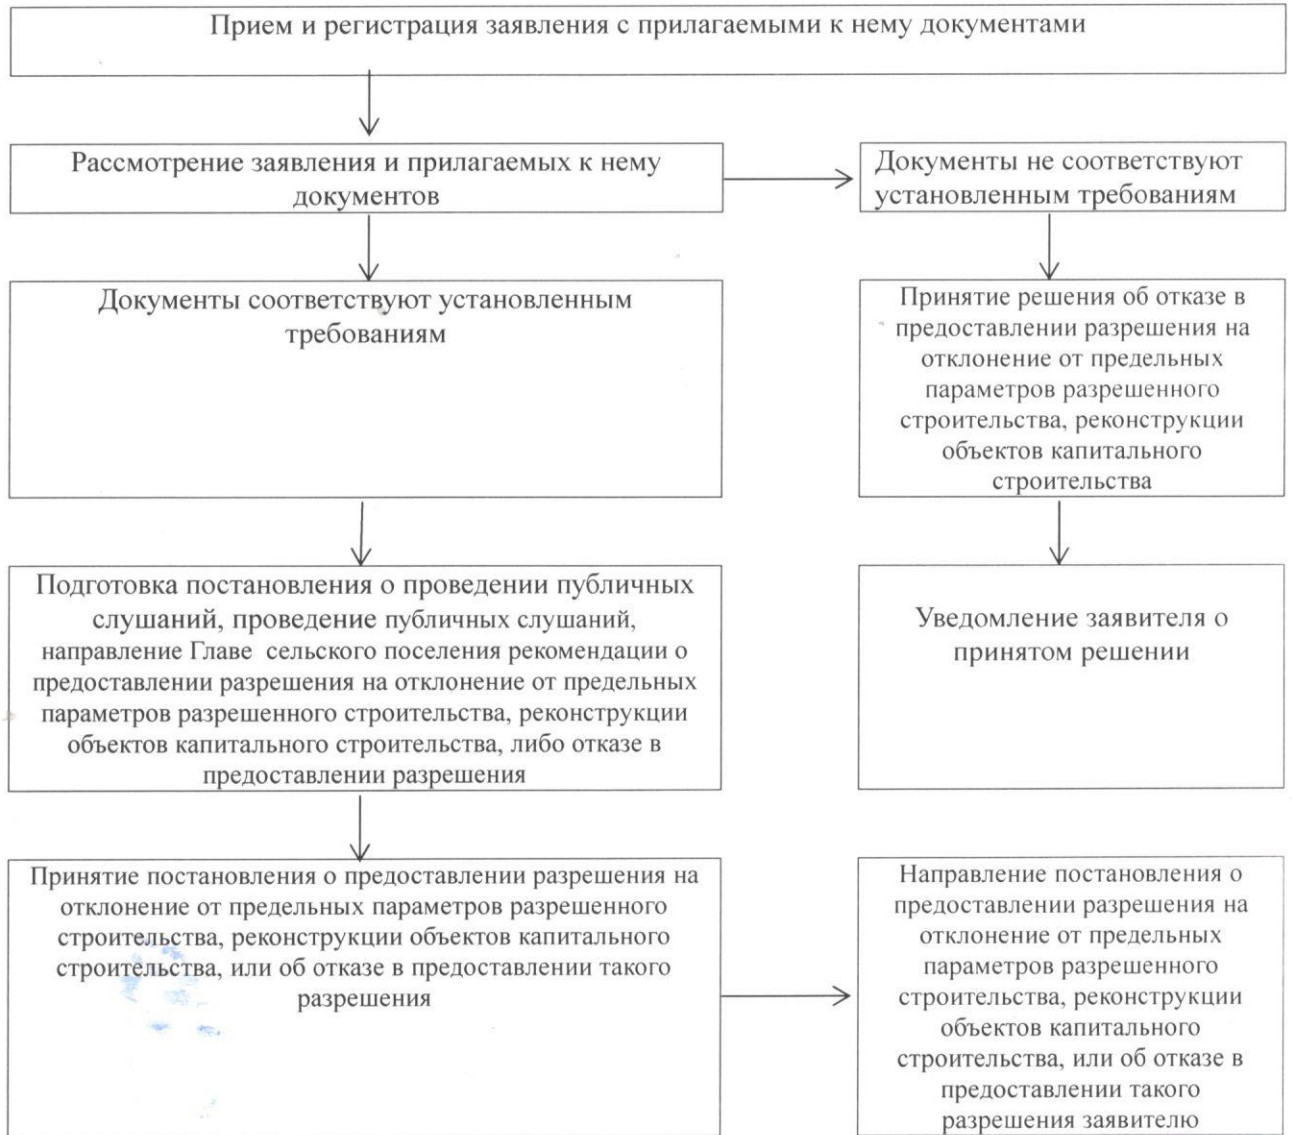 Прием и регистрация заявления с прилагаемыми к нему документами
Рассмотрение заявления и прилагаемых к нему
документов
Документы не соответствуют
установленным требованиям
Документы соответствуют установленным
требованиям
Принятие решения об отказе в
предоставлении разрешения на
отклонение от предельных
параметров разрешенного
строительства, реконструкции
объектов капитального
строительства
Подготовка постановления о проведении публичных
слушаний, проведение публичных слушаний,
направление Главе сельского поселения рекомендации о
предоставлении разрешения на отклонение от предельных
параметров разрешенного строительства, реконструкции
объектов капитального строительства, либо отказе в
предоставлении разрешения
Уведомление заявителя о
принятом решении
Принятие постановления о предоставлении разрешения на
отклонение от предельных параметров разрешенного
строительства, реконструкции объектов капитального
строительства, или об отказе в предоставлении такого
разрешения
Направление постановления о
предоставлении разрешения на
отклонение от предельных
параметров разрешенного
строительства, реконструкции
объектов капитального
строительства, или об отказе в
предоставлении такого
разрешения заявителю